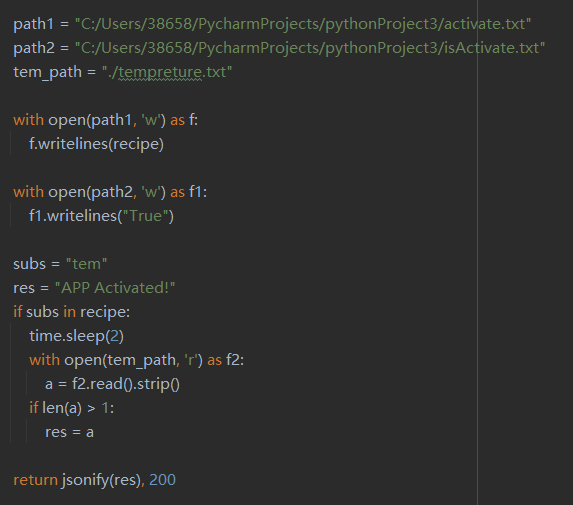 path1 = "C:/Users/38658/PycharmProjects/pythonProject3/activate.txt"
path2 = "C:/Users/38658/PycharmProjects/pythonProject3/isActivate.txt"
tem_path = "./tempreture.txt"
with open(path1, 'w') as f:
f.writelines(recipe)
with open(path2, 'w') as f1:
f1.writelines("True")
subs = "tem"
res = "APP Activated!"
if subs in recipe:
time.sleep(2)
with open(tem_path, 'r') as f2:
a = f2.read().strip()
if len(a) > 1:
res = a
return jsonify(res), 200